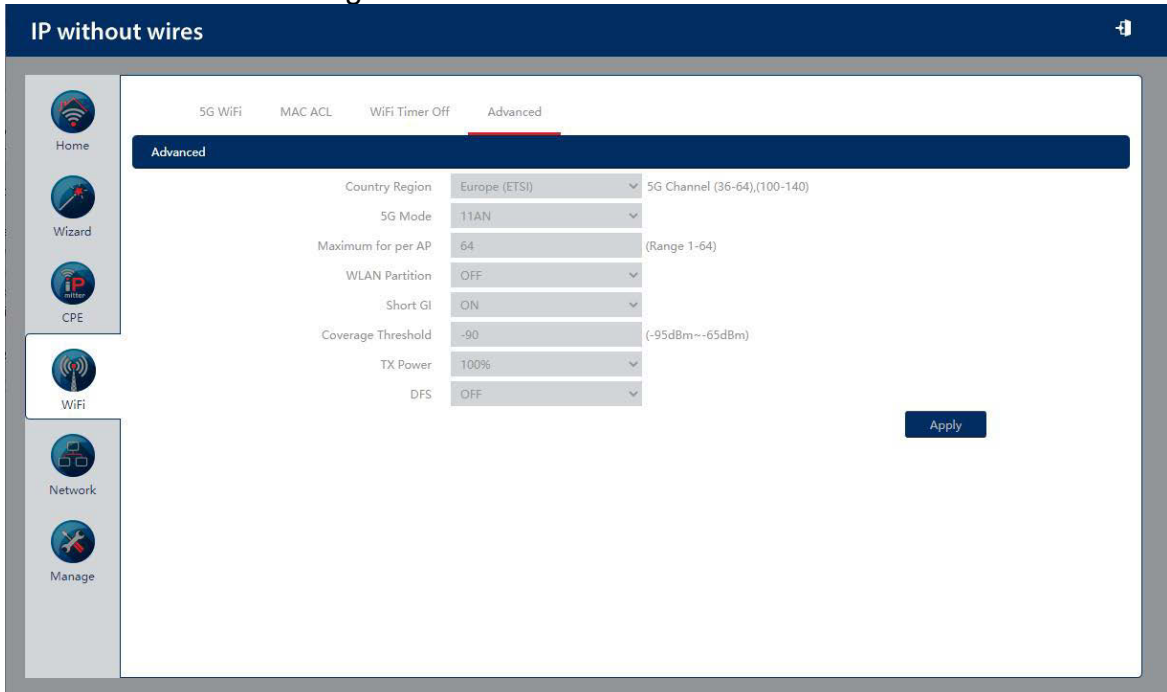 IP without wires
5G WiFi MAC ACL WiFi Timer Off Advanced
Home
Advanced
Country Region Europe (ETSI) 5G Channel (36-64),(100-140)
5G Mode 11AN
Wizard
Maximum for per AP 64 (Range 1-64)
WLAN Partition OFF
iP
mitter
Short GI ON
CPE
Coverage Threshold -90 (-95dBm~-65dBm)
TX Power 100%
DFS OFF
WiFi
Apply
Network
Manage